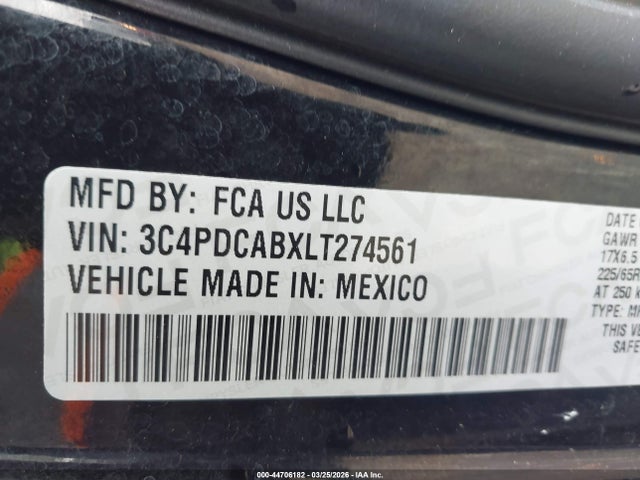 MFD BY: FCA US LLC
VIN: 3C4PDCABXLT274561
VEHICLE MADE IN: MEXICO
DATE
GAWR
17X6.5
225/65R
AT 250 K
TYPE: MP
THIS VE
SAFE
000-44706182 - 03/25/2026 - IAA Inc.